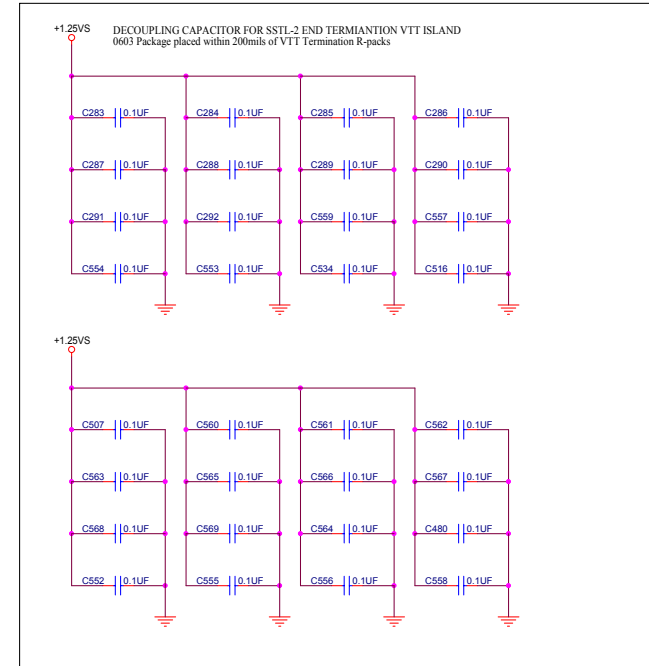 +1.25VS
DECOUPLING CAPACITOR FOR SSTL-2 END TERMIANTION VTT ISLAND
0603 Package placed within 200mils of VTT Termination R-packs
C283 0.1UF C284 0.1UF C285 0.1UF C286 0.1UF
C287 0.1UF C288 0.1UF C289 0.1UF C290 0.1UF
C291 0.1UF C292 0.1UF C559 0.1UF C557 0.1UF
C554 0.1UF C553 0.1UF C534 0.1UF C516 0.1UF
+1.25VS
C507 0.1UF C560 0.1UF C561 0.1UF C562 0.1UF
C563 0.1UF C565 0.1UF C566 0.1UF C567 0.1UF
C568 0.1UF C569 0.1UF C564 0.1UF C480 0.1UF
C552 0.1UF C555 0.1UF C556 0.1UF C558 0.1UF